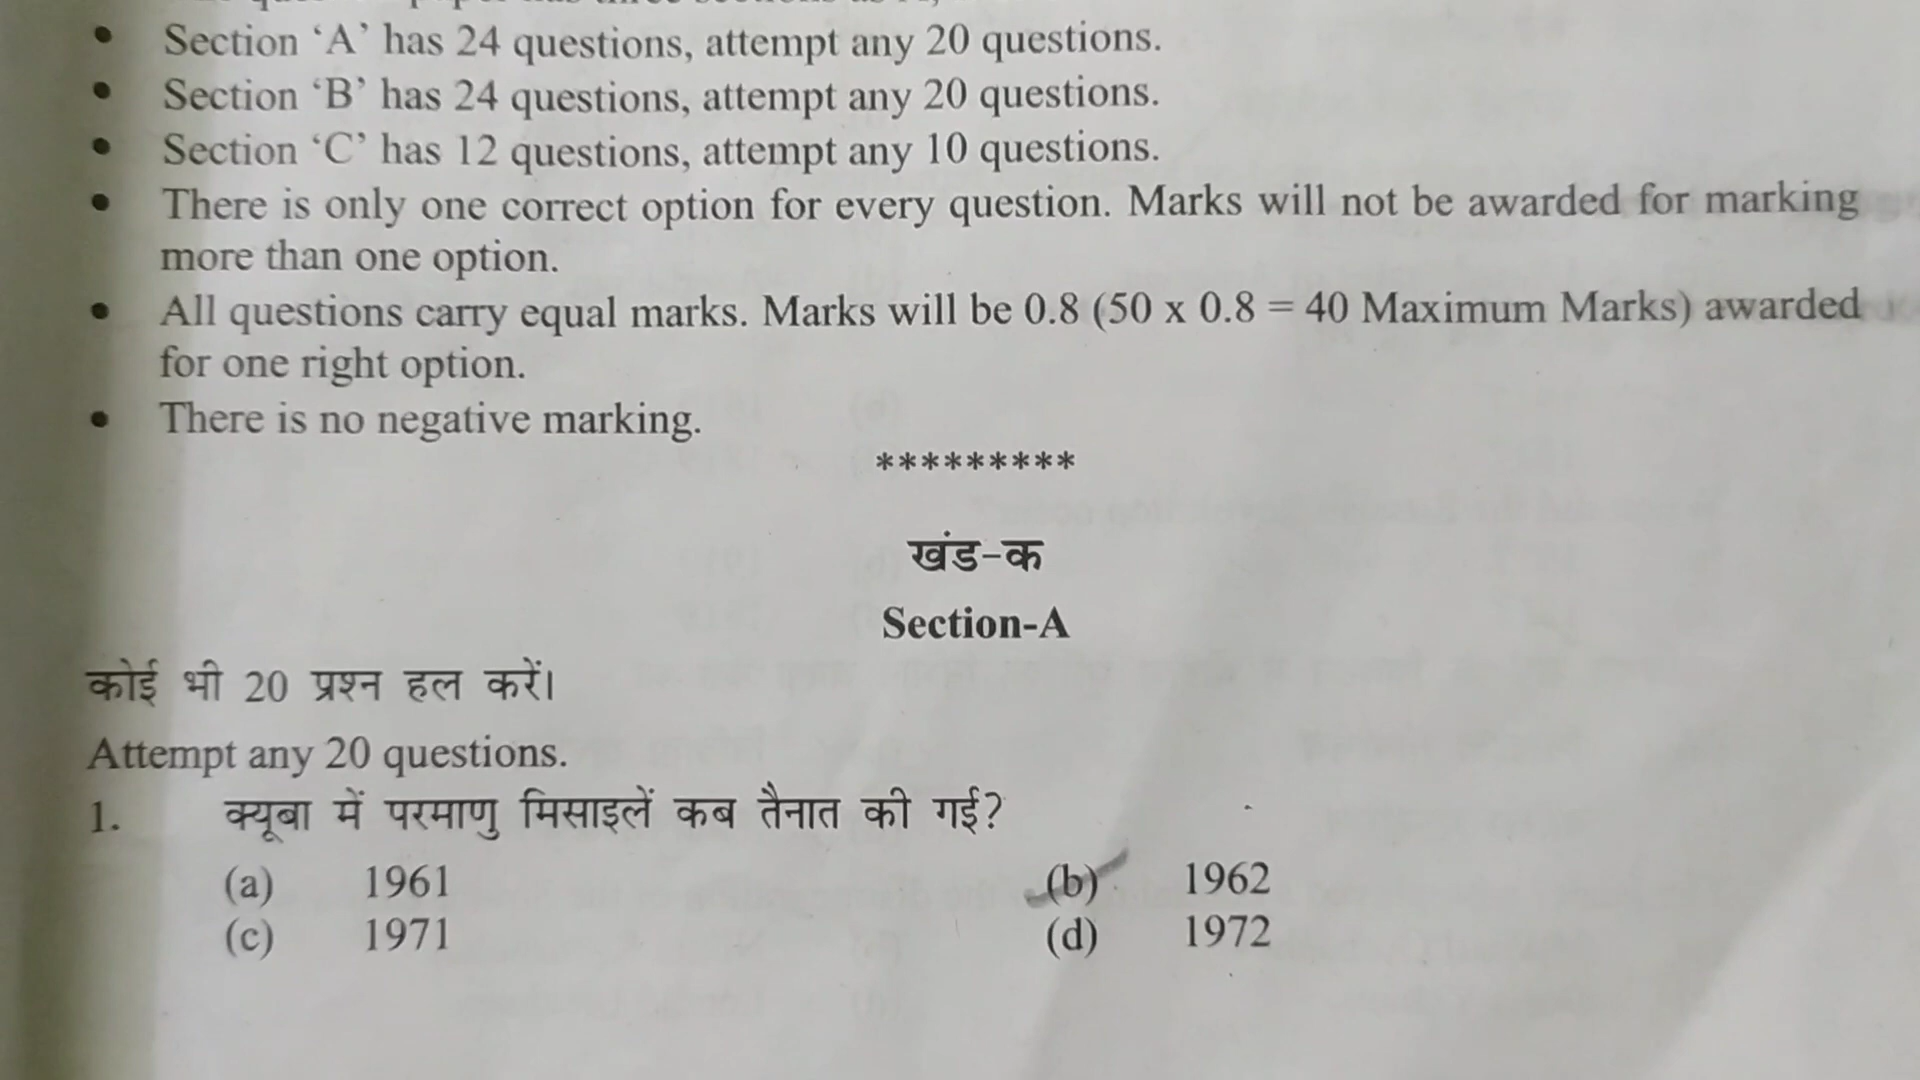 • Section ‘A’ has 24 questions, attempt any 20 questions.
• Section ‘B’ has 24 questions, attempt any 20 questions.
• Section ‘C’ has 12 questions, attempt any 10 questions.
• There is only one correct option for every question. Marks will not be awarded for marking
more than one option.
• All questions carry equal marks. Marks will be 0.8 (50 x 0.8 = 40 Maximum Marks) awarded
for one right option.
• There is no negative marking.
*********
खंड-क
Section-A
कोई भी 20 प्रश्न हल करें।
Attempt any 20 questions.
1. क्यूबा में परमाणु मिसाइलें कब तैनात की गई?
(a) 1961 (b) 1962
(c) 1971 (d) 1972